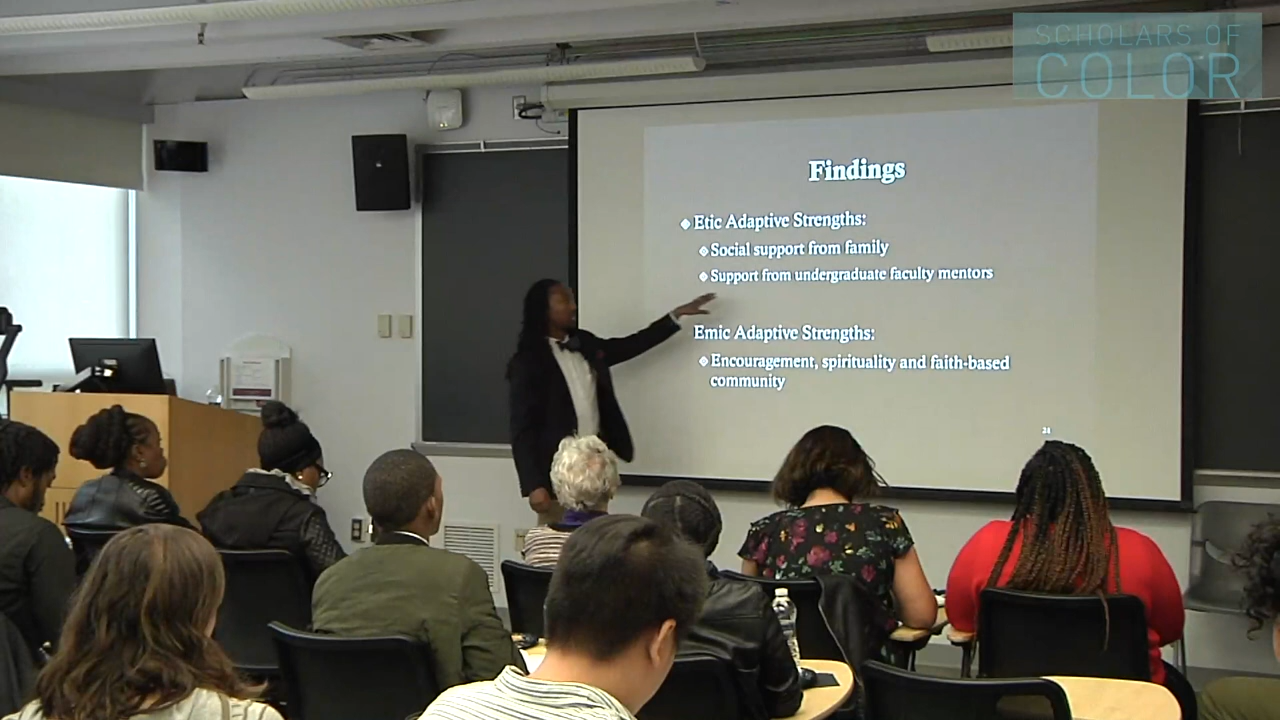 SCHOLARS OF
COLOR
Findings
Etic Adaptive Strengths:
Social support from family
Support from undergraduate faculty mentors
Emic Adaptive Strengths:
Encouragement, spirituality and faith-based
community